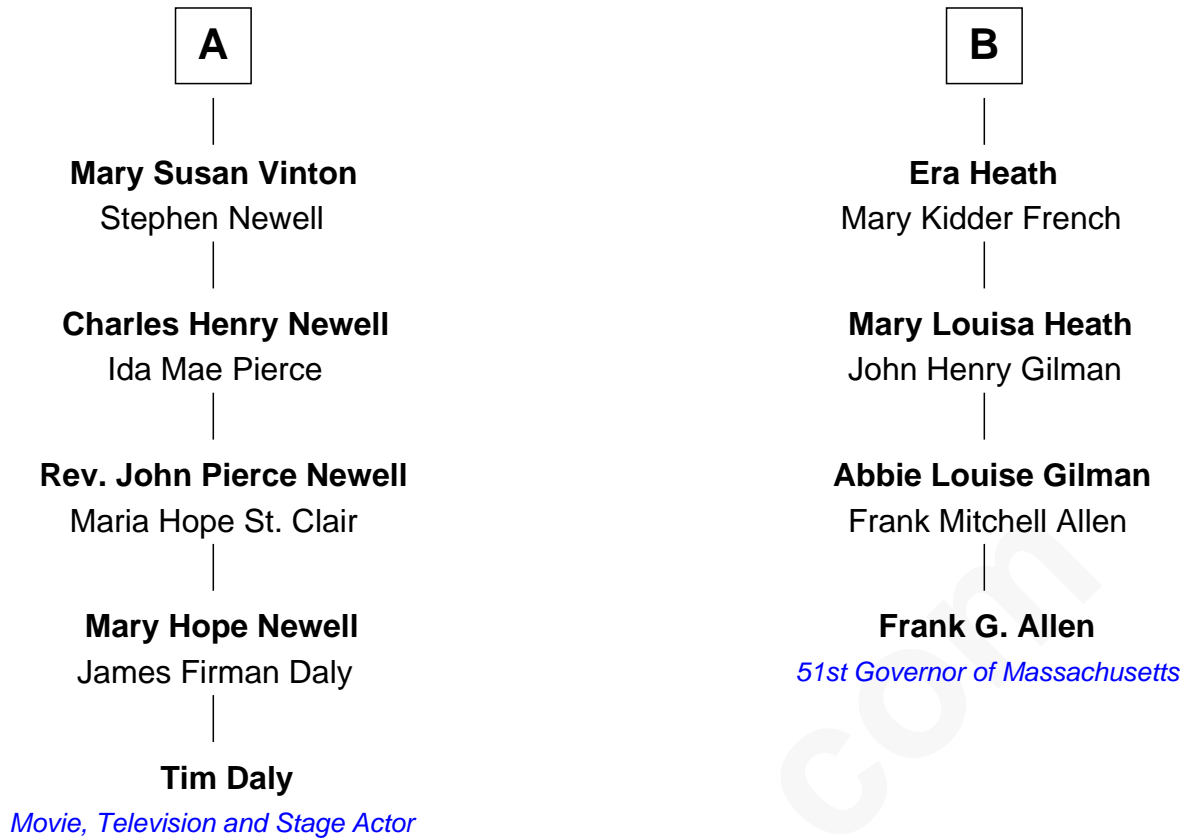 A
Mary Susan Vinton
Stephen Newell
Charles Henry Newell
Ida Mae Pierce
Rev. John Pierce Newell
Maria Hope St. Clair
Mary Hope Newell
James Firman Daly
Tim Daly
Movie, Television and Stage Actor
B
Era Heath
Mary Kidder French
Mary Louisa Heath
John Henry Gilman
Abbie Louise Gilman
Frank Mitchell Allen
Frank G. Allen
51st Governor of Massachusetts
com